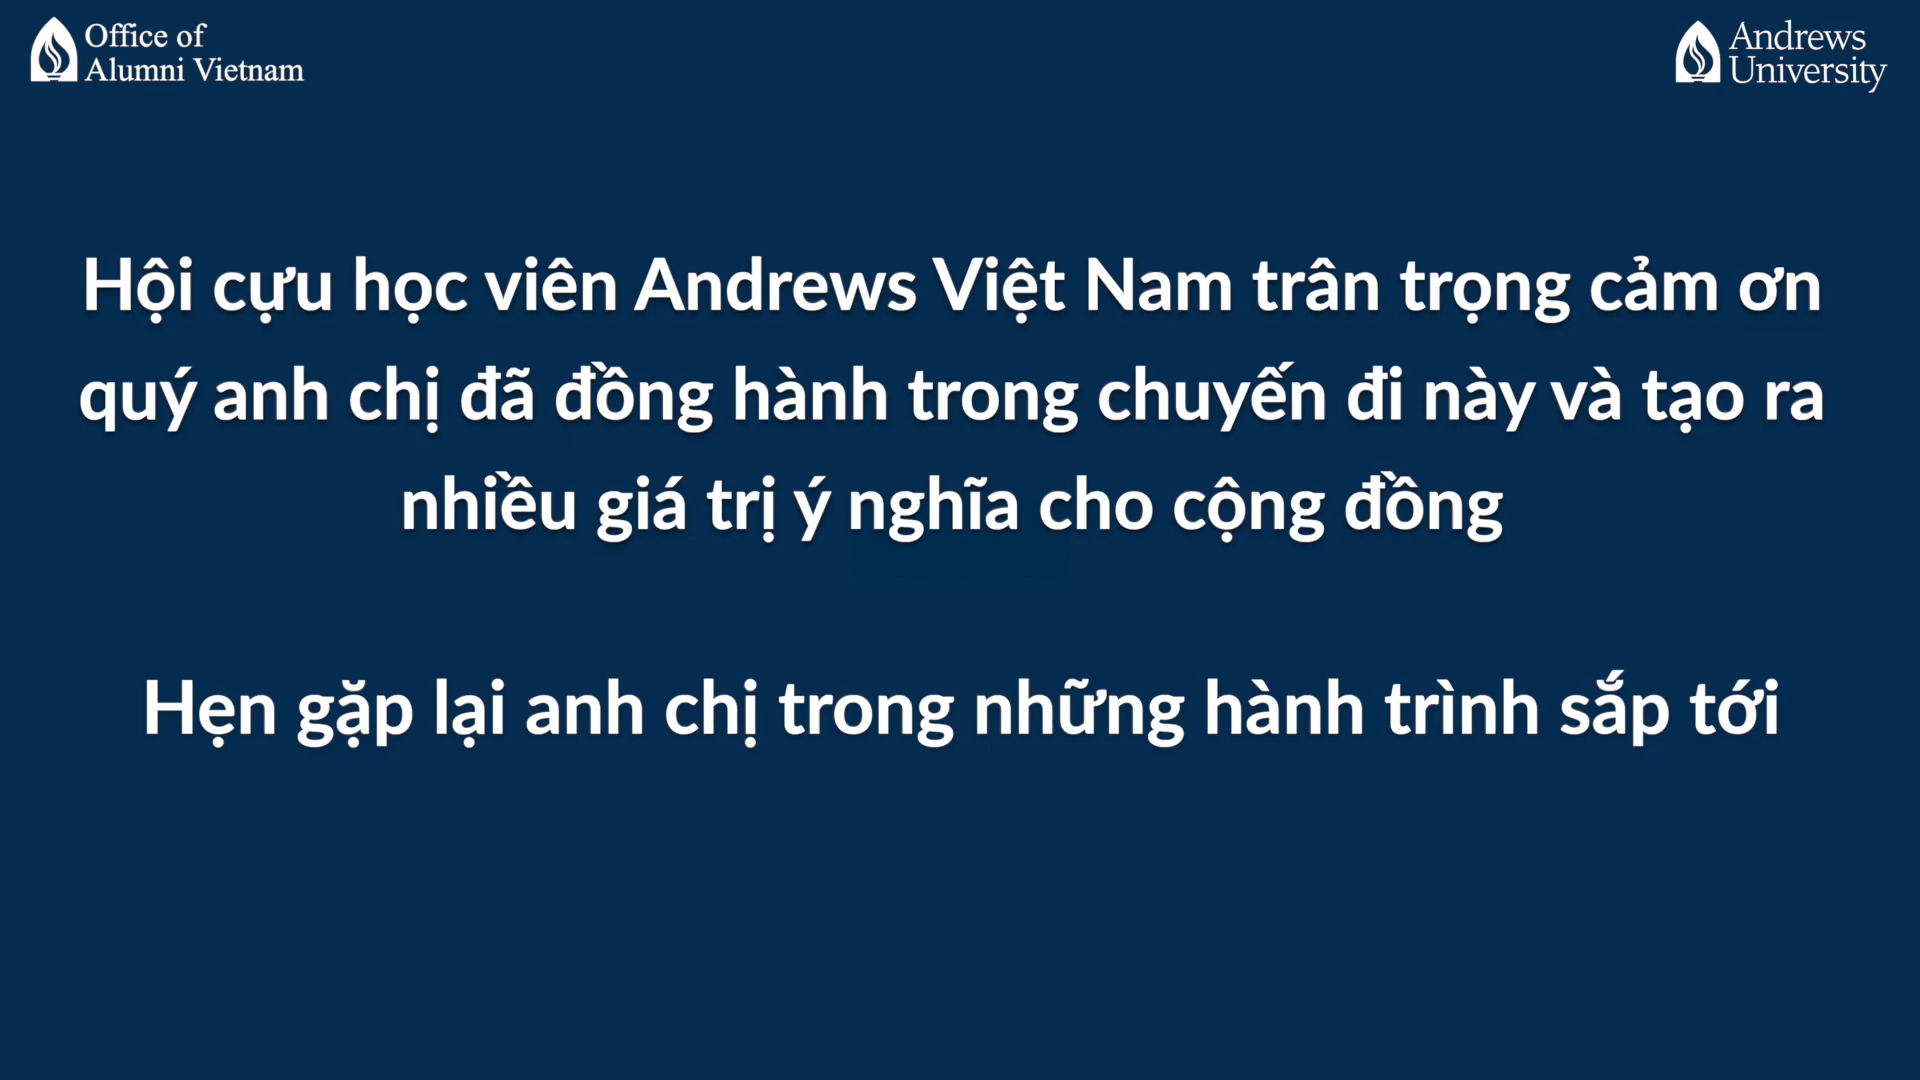 Office of
Alumni Vietnam
Andrews
University
Hội cựu học viên Andrews Việt Nam trân trọng cảm ơn
quý anh chị đã đồng hành trong chuyến đi này và tạo ra
nhiều giá trị ý nghĩa cho cộng đồng
Hẹn gặp lại anh chị trong những hành trình sắp tới